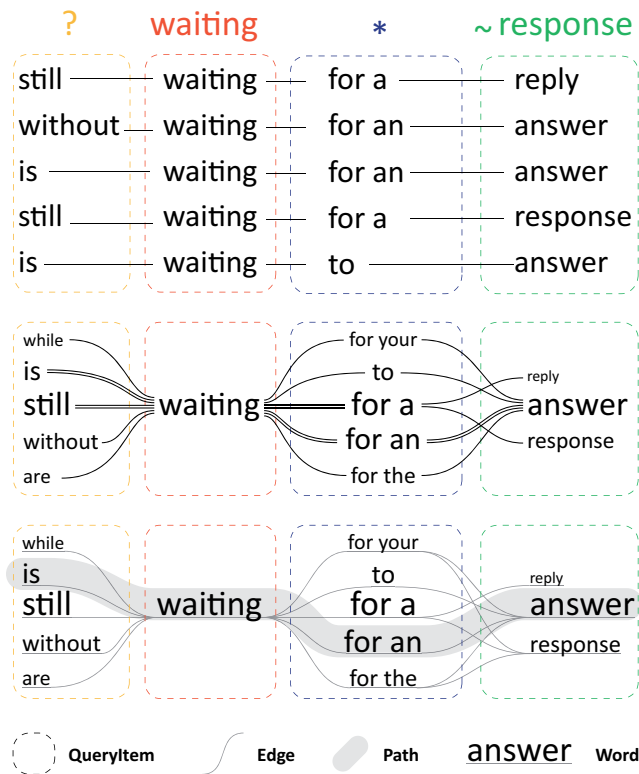 ? waiting * ~ response
still waiting for a reply
without waiting for an answer
is waiting for an answer
still waiting for a response
is waiting to answer
while for your
is to reply
still waiting for a answer
without for an response
are for the
while for your
is to reply
still waiting for a answer
without for an response
are for the
QueryItem Edge Path answer Word